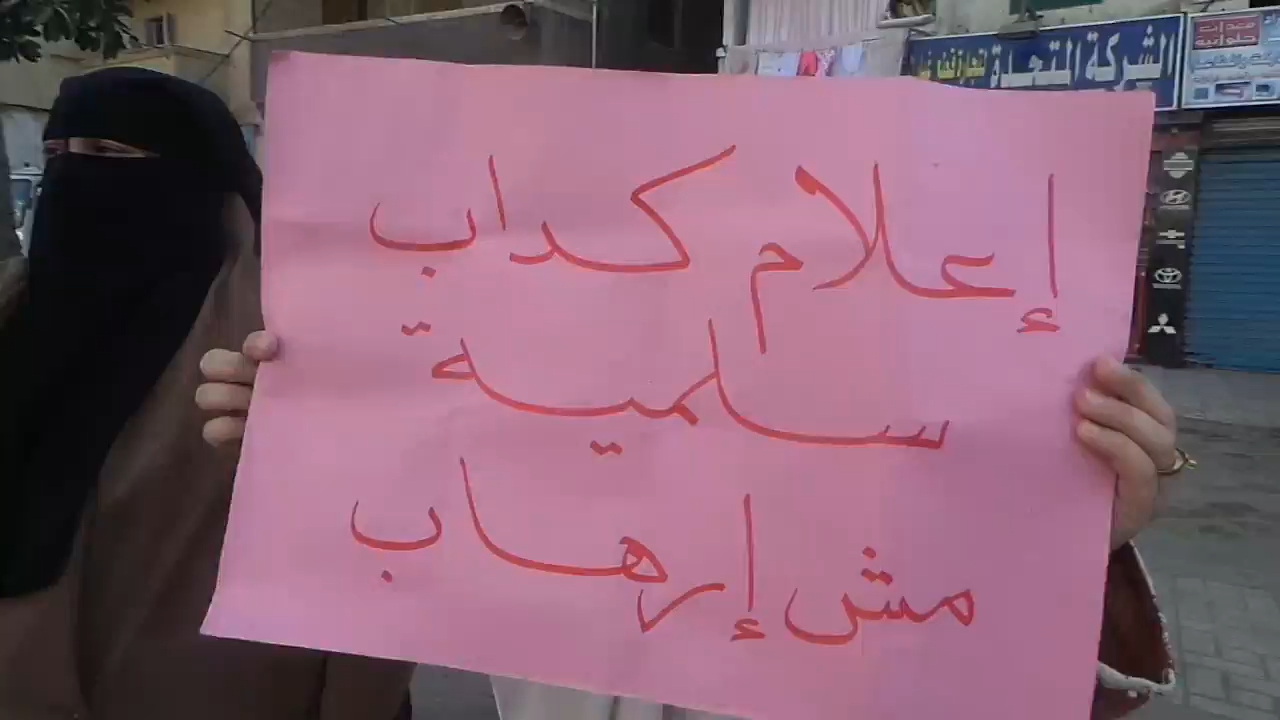 إعلام كداب
سلمية
مش إرهاب
الشركة المتحدة